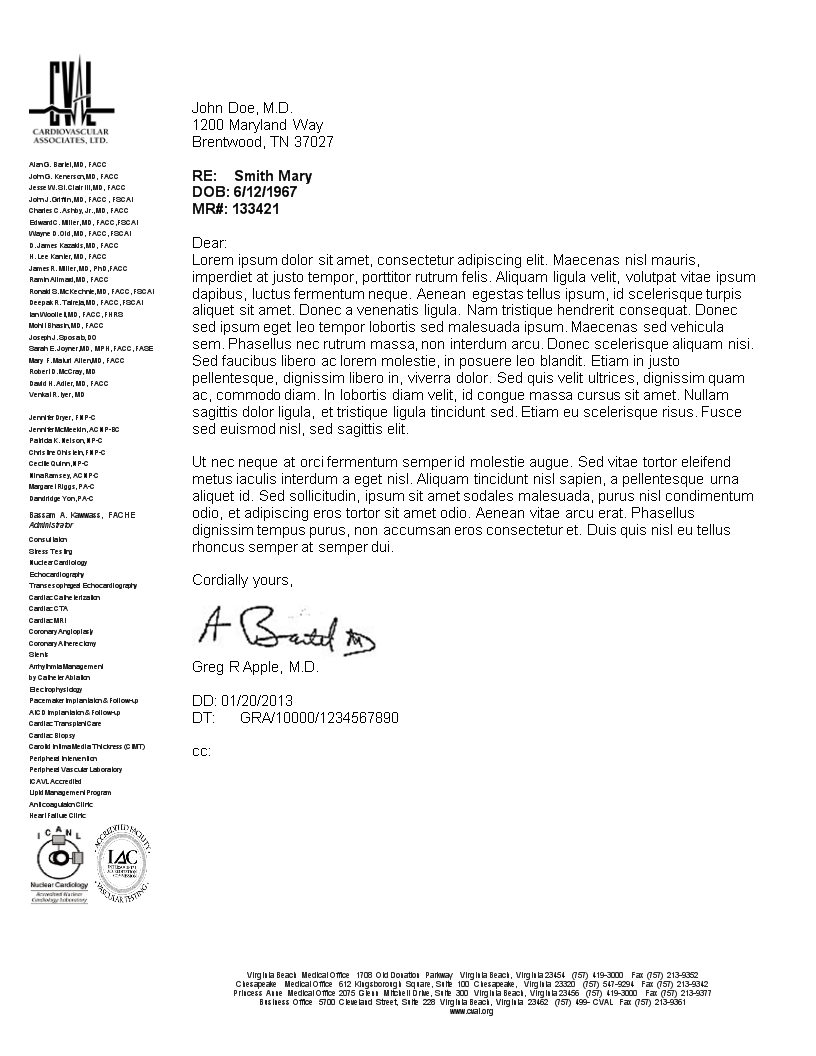 CVAL
CARDIOVASCULAR
ASSOCIATES, LTD.
Alan G. Bartel, MD, FACC
John G. Kenerson, MD, FACC
Jesse W. St. Clair III, MD, FACC
John J. Griffin, MD, FACC, FSCAI
Charles C. Ashby, Jr., MD, FACC
Edward C. Miller, MD, FACC, FSCAI
Wayne D. Old, MD, FACC, FSCAI
D. James Kazakis, MD, FACC
H. Lee Kanter, MD, FACC
James R. Miller, MD, PhD, FACC
Ramin Alimard, MD, FACC
Ronald S. McKechnie, MD, FACC, FSCAI
Deepak R. Talreja, MD, FACC, FSCAI
Ian Woollett, MD, FACC, FHRS
Mohit Bhasin, MD, FACC
Joseph J. Sposato, DO
Sarah E. Joyner, MD, MPH, FACC, FASE
Mary F. Maturi Allen, MD, FACC
Robert D. McCray, MD
David H. Adler, MD, FACC
Venkat R. Iyer, MD
Jennifer Dryer, FNP-C
Jennifer McMeekin, ACNP-BC
Patricia K. Nelson, NP-C
Christine Ohlstein, FNP-C
Cecille Quinn, NP-C
Nina Ramsey, ACNP-C
Margaret Riggs, PA-C
Dandridge Yon, PA-C
Bassam A. Kawwass, FACHE
Administrator
Consultation
Stress Testing
Nuclear Cardiology
Echocardiography
Transesophageal Echocardiography
Cardiac Catheterization
Cardiac CTA
Cardiac MRI
Coronary Angioplasty
Coronary Atherectomy
Stents
Arrhythmia Management
by Catheter Ablation
Electrophysiology
Pacemaker Implantation & Follow-up
AICD Implantation & Follow-up
Cardiac Transplant Care
Cardiac Biopsy
Carotid Intima Media Thickness (CIMT)
Peripheral Intervention
Peripheral Vascular Laboratory
ICAVL Accredited
Lipid Management Program
Anticoagulation Clinic
Heart Failure Clinic
ICANL
Nuclear Cardiology
Accredited Nuclear
Cardiology Laboratory
ACCREDITED FACILITY
IAC
INTERSOCIETAL
ACCREDITATION
COMMISSION
VASCULAR TESTING
John Doe, M.D.
1200 Maryland Way
Brentwood, TN 37027
RE: Smith Mary
DOB: 6/12/1967
MR#: 133421
Dear:
Lorem ipsum dolor sit amet, consectetur adipiscing elit. Maecenas nisl mauris,
imperdiet at justo tempor, porttitor rutrum felis. Aliquam ligula velit, volutpat vitae ipsum
dapibus, luctus fermentum neque. Aenean egestas tellus ipsum, id scelerisque turpis
aliquet sit amet. Donec a venenatis ligula. Nam tristique hendrerit consequat. Donec
sed ipsum eget leo tempor lobortis sed malesuada ipsum. Maecenas sed vehicula
sem. Phasellus nec rutrum massa, non interdum arcu. Donec scelerisque aliquam nisi.
Sed faucibus libero ac lorem molestie, in posuere leo blandit. Etiam in justo
pellentesque, dignissim libero in, viverra dolor. Sed quis velit ultrices, dignissim quam
ac, commodo diam. In lobortis diam velit, id congue massa cursus sit amet. Nullam
sagittis dolor ligula, et tristique ligula tincidunt sed. Etiam eu scelerisque risus. Fusce
sed euismod nisl, sed sagittis elit.
Ut nec neque at orci fermentum semper id molestie augue. Sed vitae tortor eleifend
metus iaculis interdum a eget nisl. Aliquam tincidunt nisl sapien, a pellentesque urna
aliquet id. Sed sollicitudin, ipsum sit amet sodales malesuada, purus nisl condimentum
odio, et adipiscing eros tortor sit amet odio. Aenean vitae arcu erat. Phasellus
dignissim tempus purus, non accumsan eros consectetur et. Duis quis nisl eu tellus
rhoncus semper at semper dui.
Cordially yours,
A Bartel MD
Greg R Apple, M.D.
DD: 01/20/2013
DT: GRA/10000/1234567890
cc:
Virginia Beach Medical Office 1708 Old Donation Parkway Virginia Beach, Virginia 23454 (757) 419-3000 Fax (757) 213-9352
Chesapeake Medical Office 612 Kingsborough Square, Suite 100 Chesapeake, Virginia 23320 (757) 547-9294 Fax (757) 213-9342
Princess Anne Medical Office 2075 Glenn Mitchell Drive, Suite 300 Virginia Beach, Virginia 23456 (757) 419-3000 Fax (757) 213-9377
Business Office 5700 Cleveland Street, Suite 228 Virginia Beach, Virginia 23462 (757) 499-CVAL Fax (757) 213-9361
www.cval.org